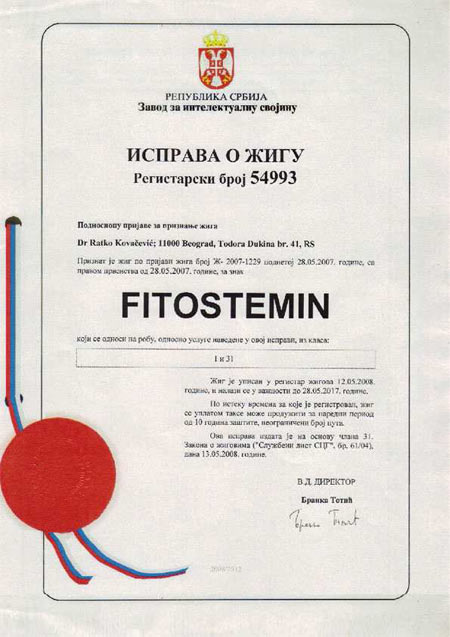 РЕПУБЛИКА СРБИЈА
Завод за интелектуалну својину
ИСПРАВА О ЖИГУ
Регистарски број 54993
Подносиоцу пријаве за признање жига
Dr Ratko Kovačević; 11000 Beograd, Todora Dukina br. 41, RS
Признат је жиг по пријави жига број Ж- 2007-1229 поднетој 28.05.2007. године, са
правом првенства од 28.05.2007. године, за знак
FITOSTEMIN
који се односи на робу, односно услуге наведене у овој исправи, из класа:
1 и 31
Жиг је уписан у регистар жигова 12.05.2008.
године, и налази се у важности до 28.05.2017. године.
По истеку времена за које је регистрован, жиг
се уплатом таксе може продужити за наредни период
од 10 година заштите, неограничени број пута.
Ова исправа издата је на основу члана 31.
Закона о жиговима ("Службени лист СЦГ", бр. 61/04),
дана 13.05.2008. године.
В.Д. ДИРЕКТОР
Бранка Тотић